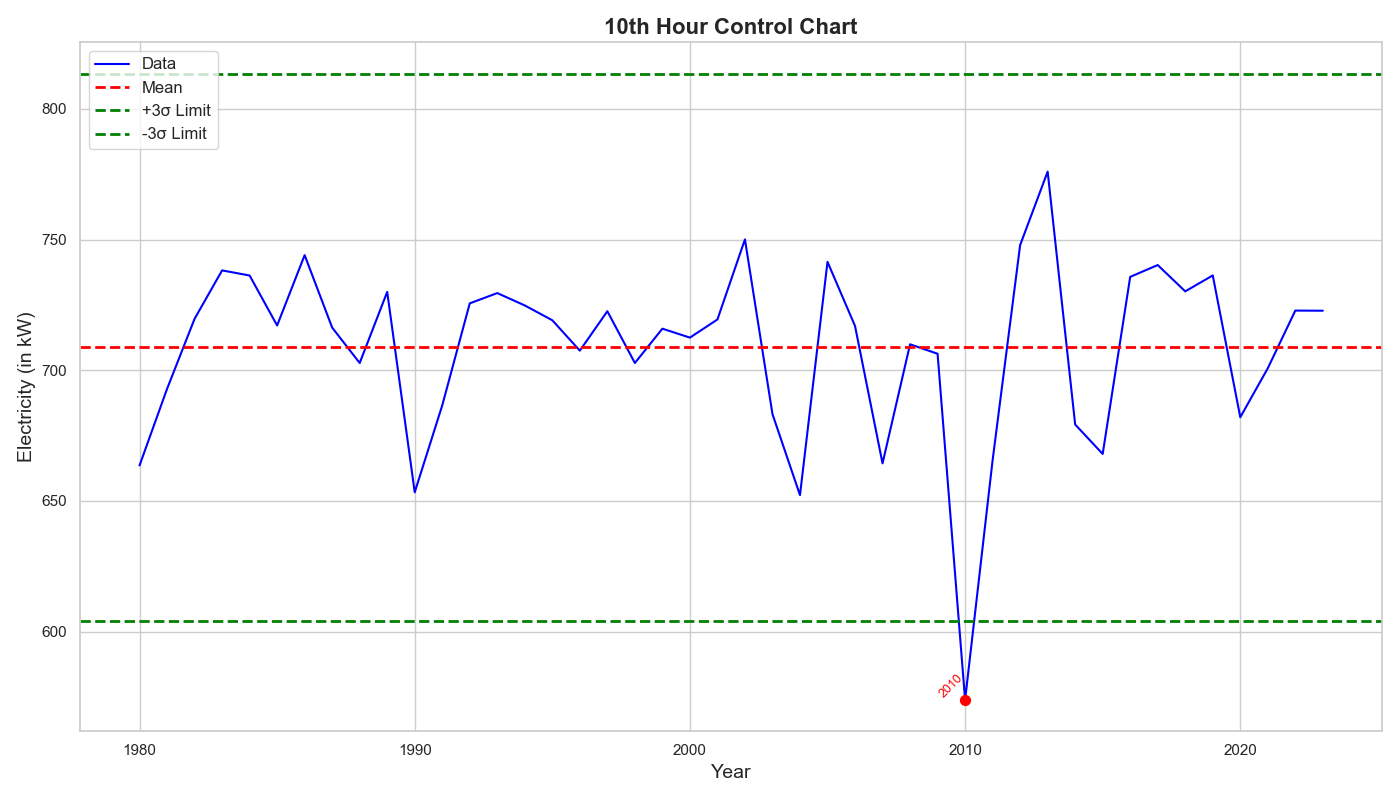 10th Hour Control Chart
Data
Mean
+3σ Limit
-3σ Limit
800
750
700
650
600
Electricity (in kW)
2010
1980
1990
2000
2010
2020
Year